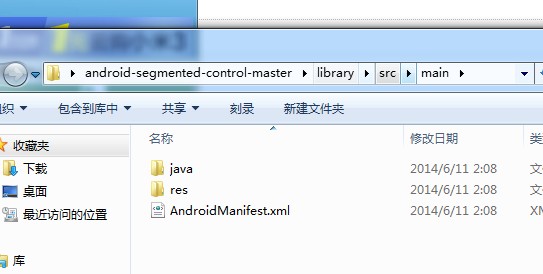 android-segmented-control-master library src main
组织 包含到库中 共享 刻录 新建文件夹
收藏夹
下载
桌面
最近访问的位置
库
名称 修改日期 类
java 2014/6/11 2:08 文
res 2014/6/11 2:08 文
AndroidManifest.xml 2014/6/11 2:08 XM